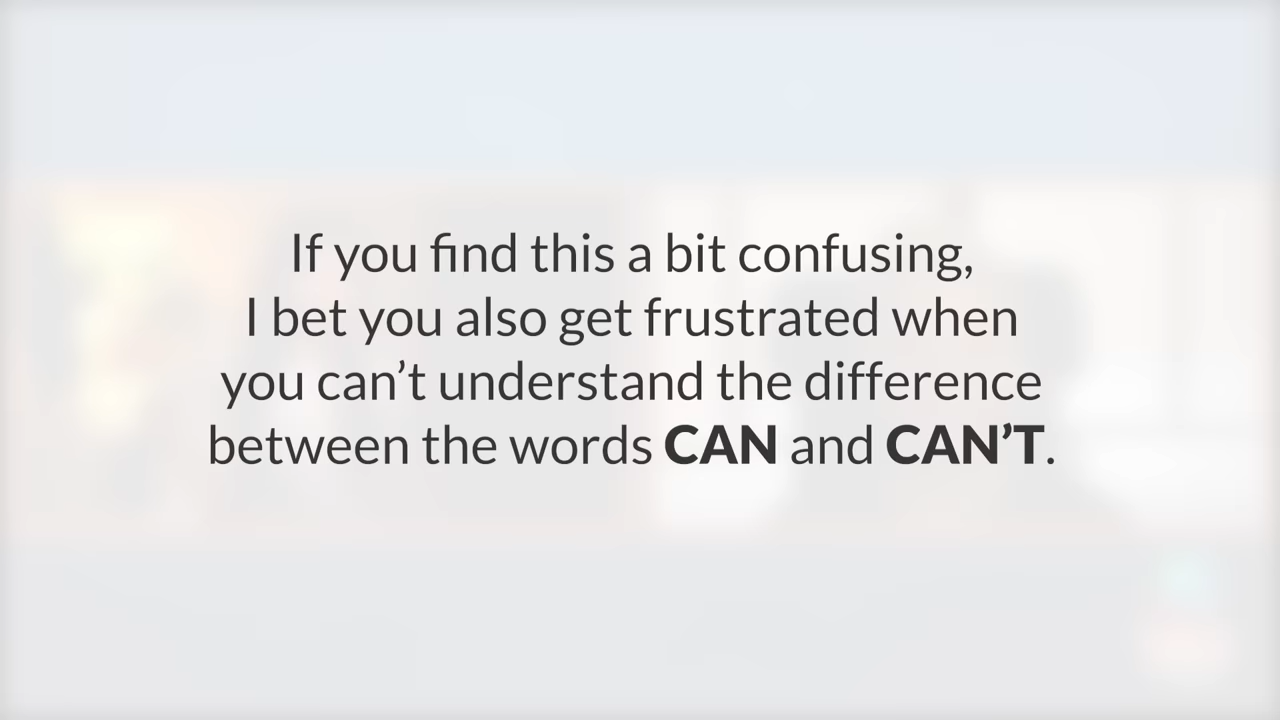 If you find this a bit confusing,
I bet you also get frustrated when
you can’t understand the difference
between the words CAN and CAN’T.